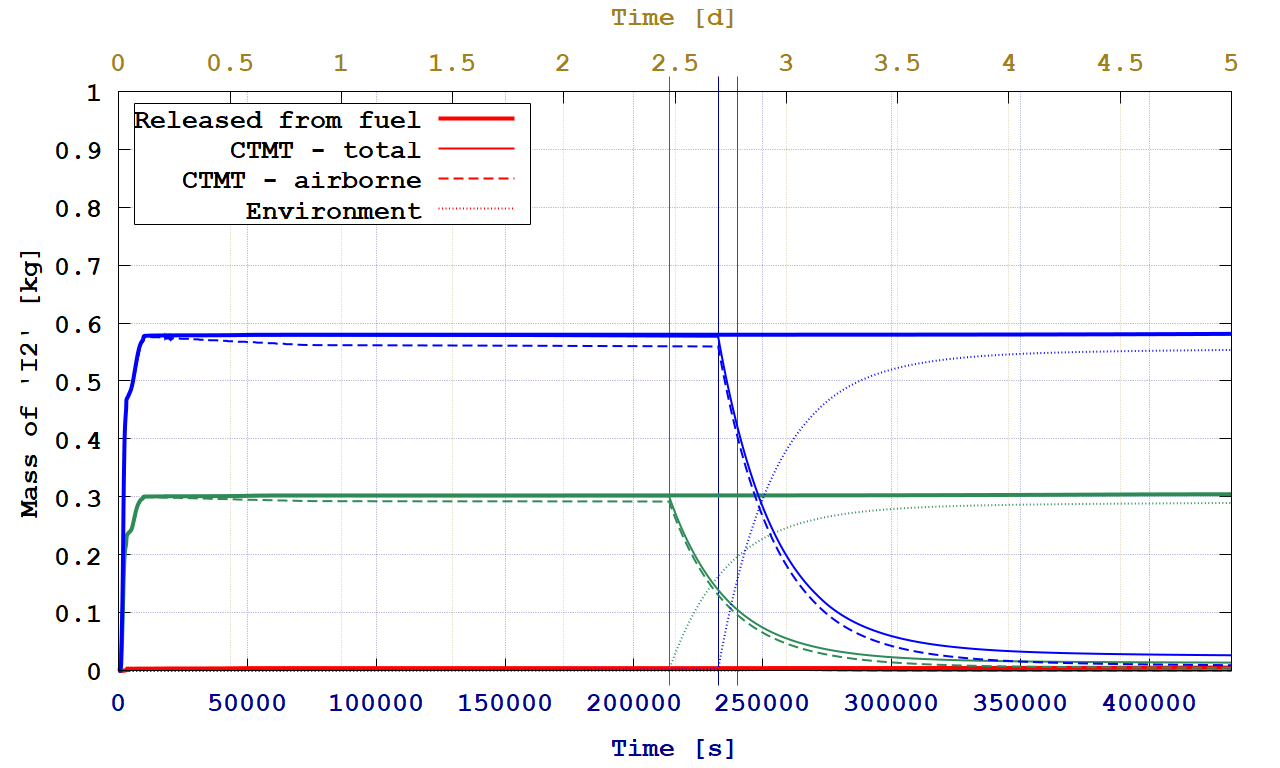 Time [d]
0 0.5 1 1.5 2 2.5 3 3.5 4 4.5 5
1
0.9
0.8
0.7
0.6
0.5
0.4
0.3
0.2
0.1
0
Mass of 'I2' [kg]
Released from fuel
CTMT - total
CTMT - airborne
Environment
0 50000 100000 150000 200000 250000 300000 350000 400000
Time [s]